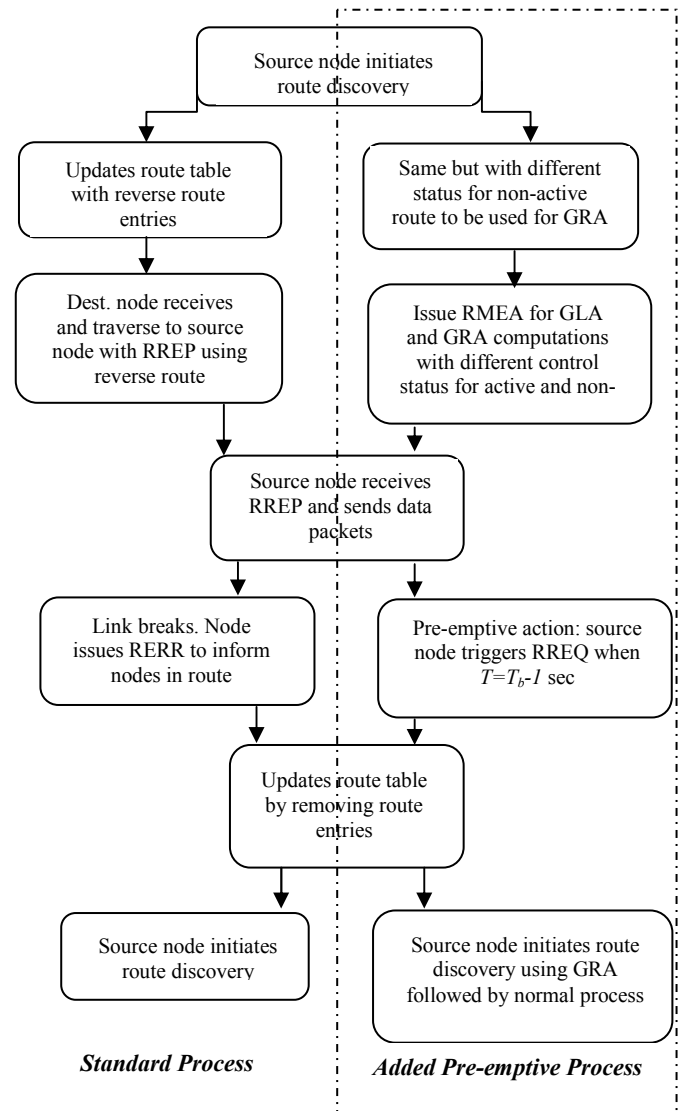 Source node initiates
route discovery
Updates route table
with reverse route
entries
Same but with different
status for non-active
route to be used for GRA
Dest. node receives
and traverse to source
node with RREP using
reverse route
Issue RMEA for GLA
and GRA computations
with different control
status for active and non-
Source node receives
RREP and sends data
packets
Link breaks. Node
issues RERR to inform
nodes in route
Pre-emptive action: source
node triggers RREQ when
T=Tb-1 sec
Updates route table
by removing route
entries
Source node initiates
route discovery
Source node initiates route
discovery using GRA
followed by normal process
Standard Process
Added Pre-emptive Process